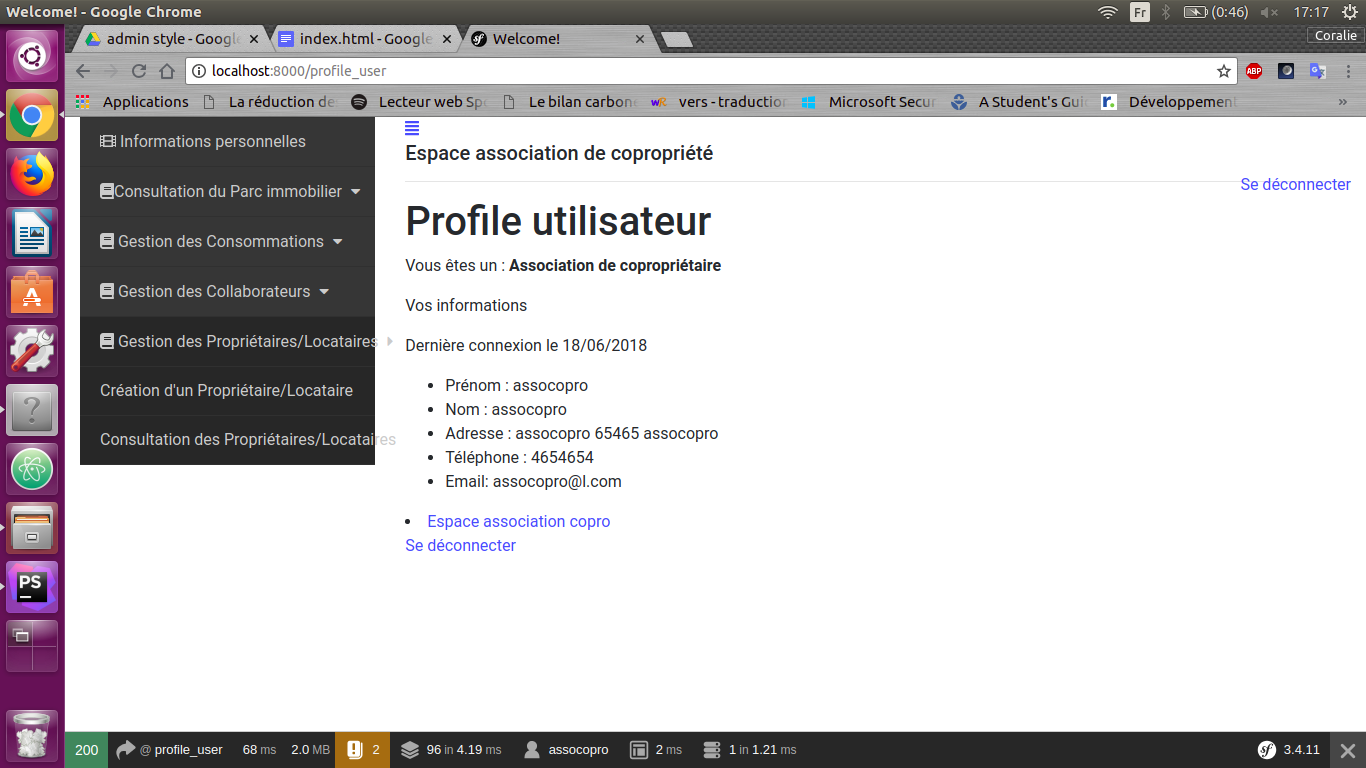 Welcome! - Google Chrome
Fr
(0:46)
17:17
admin style - Google
index.html - Google
Welcome!
Coralie
localhost:8000/profile_user
ABP
Applications
La réduction de
Lecteur web Sp
Le bilan carbon
wR
vers - traduction
Microsoft Secur
A Student's Gui
r.
Développement
»
Informations personnelles
Consultation du Parc immobilier
Gestion des Consommations
Gestion des Collaborateurs
Gestion des Propriétaires/Locataires
Création d'un Propriétaire/Locataire
Consultation des Propriétaires/Locataires
Espace association de copropriété
Se déconnecter
Profile utilisateur
Vous êtes un : Association de copropriétaire
Vos informations
Dernière connexion le 18/06/2018
Prénom : assocopro
Nom : assocopro
Adresse : assocopro 65465 assocopro
Téléphone : 4654654
Email: assocopro@l.com
Espace association copro
Se déconnecter
PS
200 @ profile_user 68 ms 2.0 MB 2 96 in 4.19 ms assocopro 2 ms 1 in 1.21 ms sf 3.4.11